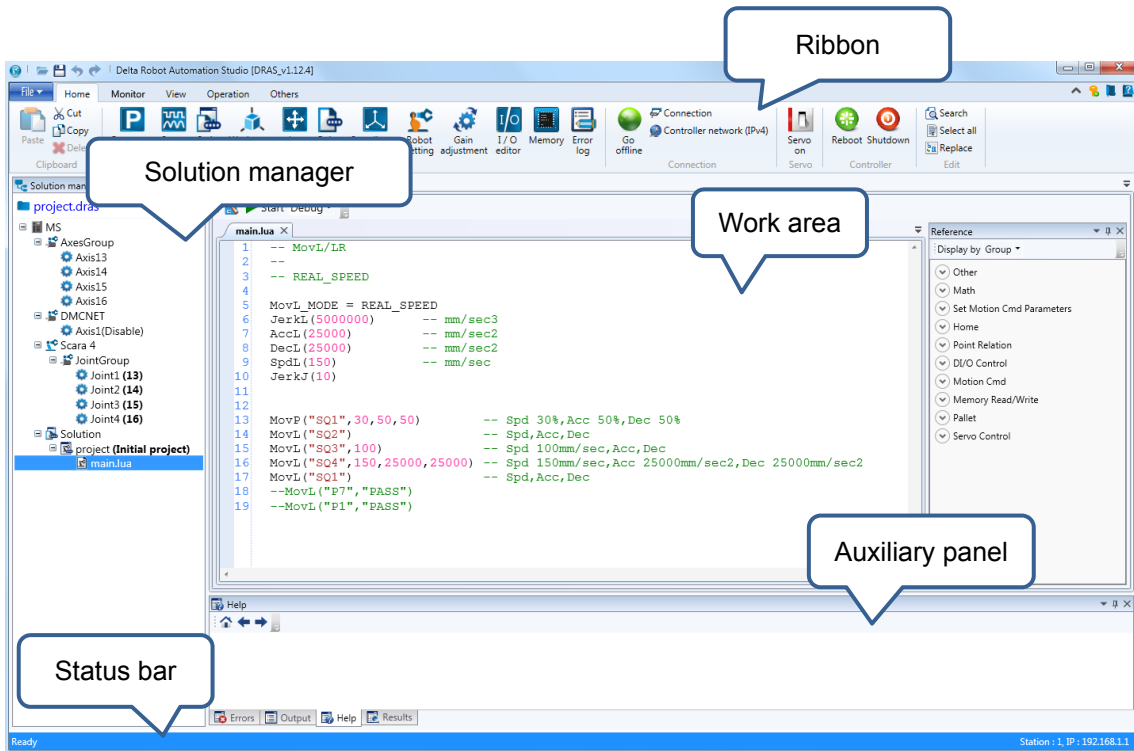 Ribbon
Delta Robot Automation Studio [DRAS_v1.12.4]
File Home Monitor View Operation Others
Cut
Copy
Paste
Clipboard
Robot
Gain adjustment
I / O editor
Memory
Error log
Go offline
Connection
Controller network (IPv4)
Connection
Servo on
Servo
Reboot Shutdown
Controller
Search
Select all
Replace
Edit
Solution manager
Work area
project.dras
MS
AxesGroup
Axis13
Axis14
Axis15
Axis16
DMCNET
Axis1(Disable)
Scara 4
JointGroup
Joint1 (13)
Joint2 (14)
Joint3 (15)
Joint4 (16)
Solution
project (Initial project)
main.lua
Start Debug
main.lua
1 -- MovL/LR
2 --
3 -- REAL_SPEED
4
5 MovL_MODE = REAL_SPEED
6 JerkL(5000000) -- mm/sec3
7 AccL(25000) -- mm/sec2
8 DecL(25000) -- mm/sec2
9 SpdL(150) -- mm/sec
10 JerkJ(10)
11
12
13 MovP("SQ1",30,50,50) -- Spd 30%,Acc 50%,Dec 50%
14 MovL("SQ2") -- Spd,Acc,Dec
15 MovL("SQ3",100) -- Spd 100mm/sec,Acc,Dec
16 MovL("SQ4",150,25000,25000) -- Spd 150mm/sec,Acc 25000mm/sec2,Dec 25000mm/sec2
17 MovL("SQ1") -- Spd,Acc,Dec
18 --MovL("P7","PASS")
19 --MovL("P1","PASS")
Reference
Display by Group
Other
Math
Set Motion Cmd Parameters
Home
Point Relation
DI/O Control
Motion Cmd
Memory Read/Write
Pallet
Servo Control
Auxiliary panel
Help
Status bar
Errors Output Help Results
Ready
Station : 1, IP : 192.168.1.1